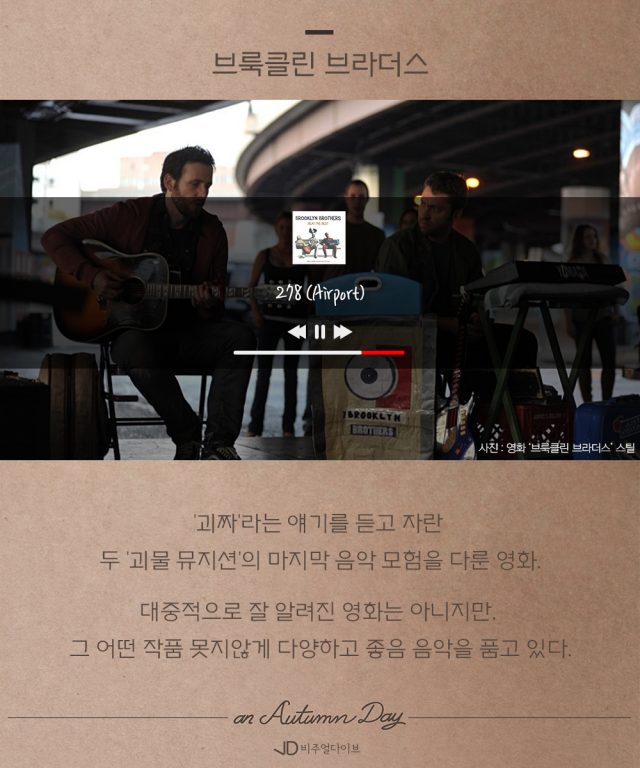 브룩클린 브라더스
BROOKLYN BROTHERS
BEAT THE BEST
278 (Airport)
THE BROOKLYN
BROTHERS
사진 : 영화 '브룩클린 브라더스' 스틸
'괴짜'라는 얘기를 듣고 자란
두 '괴물 뮤지션'의 마지막 음악 모험을 다룬 영화.
대중적으로 잘 알려진 영화는 아니지만,
그 어떤 작품 못지않게 다양하고 좋음 음악을 품고 있다.
an Autumn Day
VD 비주얼다이브